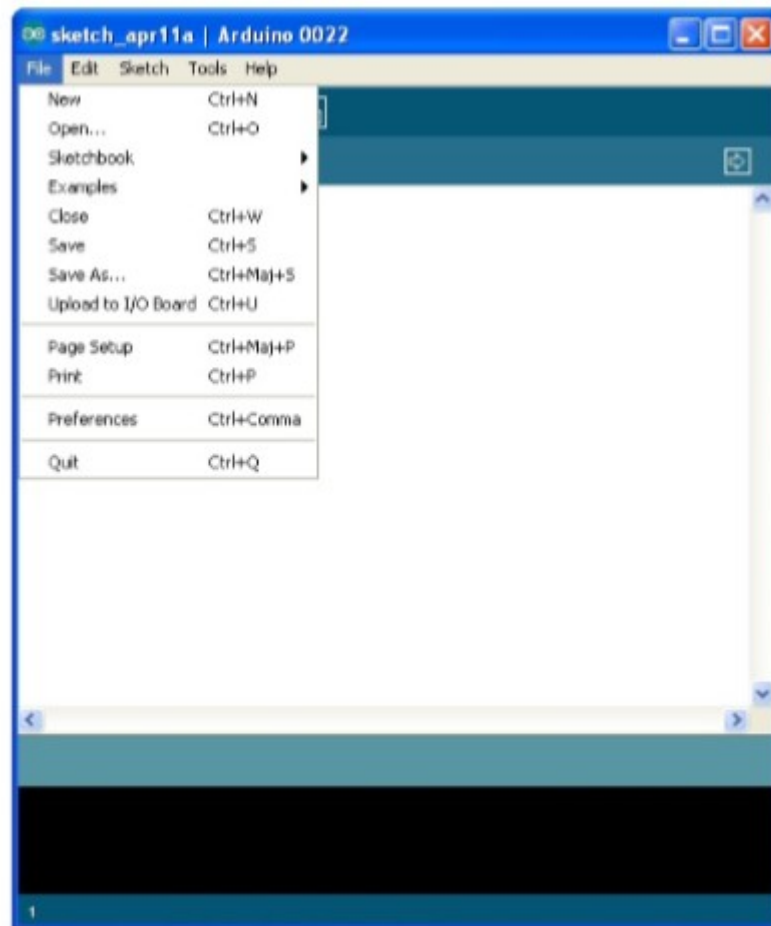 sketch_apr11a | Arduino 0022
File Edit Sketch Tools Help
New Ctrl+N
Open... Ctrl+O
Sketchbook
Examples
Close Ctrl+W
Save Ctrl+S
Save As... Ctrl+Maj+S
Upload to I/O Board Ctrl+U
Page Setup Ctrl+Maj+P
Print Ctrl+P
Preferences Ctrl+Comma
Quit Ctrl+Q
1